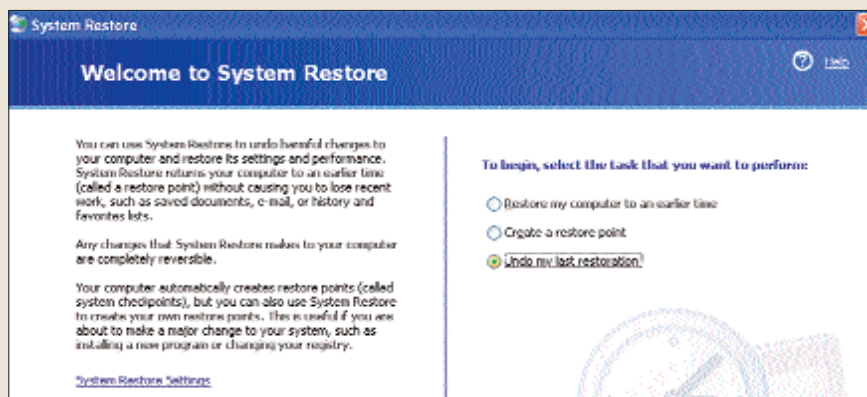 System Restore
Welcome to System Restore
Help
You can use System Restore to undo harmful changes to
your computer and restore its settings and performance.
System Restore returns your computer to an earlier time
(called a restore point) without causing you to lose recent
work, such as saved documents, e-mail, or history and
favorites lists.
Any changes that System Restore makes to your computer
are completely reversible.
Your computer automatically creates restore points (called
system checkpoints), but you can also use System Restore
to create your own restore points. This is useful if you are
about to make a major change to your system, such as
installing a new program or changing your registry.
System Restore Settings
To begin, select the task that you want to perform:
Restore my computer to an earlier time
Create a restore point
Undo my last restoration